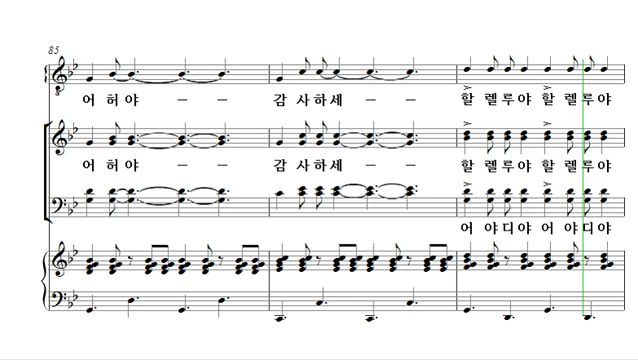 85
어 허 야 - - 감 사 하 세 - - 할 렐 루 야 할 렐 루 야
어 허 야 - - 감 사 하 세 - - 할 렐 루 야 할 렐 루 야
어 야 디 야 어 야 디 야